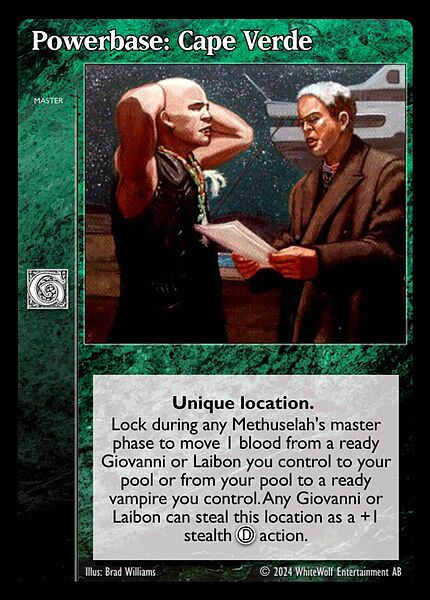 Powerbase: Cape Verde
MASTER
Unique location.
Lock during any Methuselah's master
phase to move 1 blood from a ready
Giovanni or Laibon you control to your
pool or from your pool to a ready
vampire you control. Any Giovanni or
Laibon can steal this location as a +1
stealth Ⓓ action.
Illus: Brad Williams
© 2024 WhiteWolf Entertainment AB